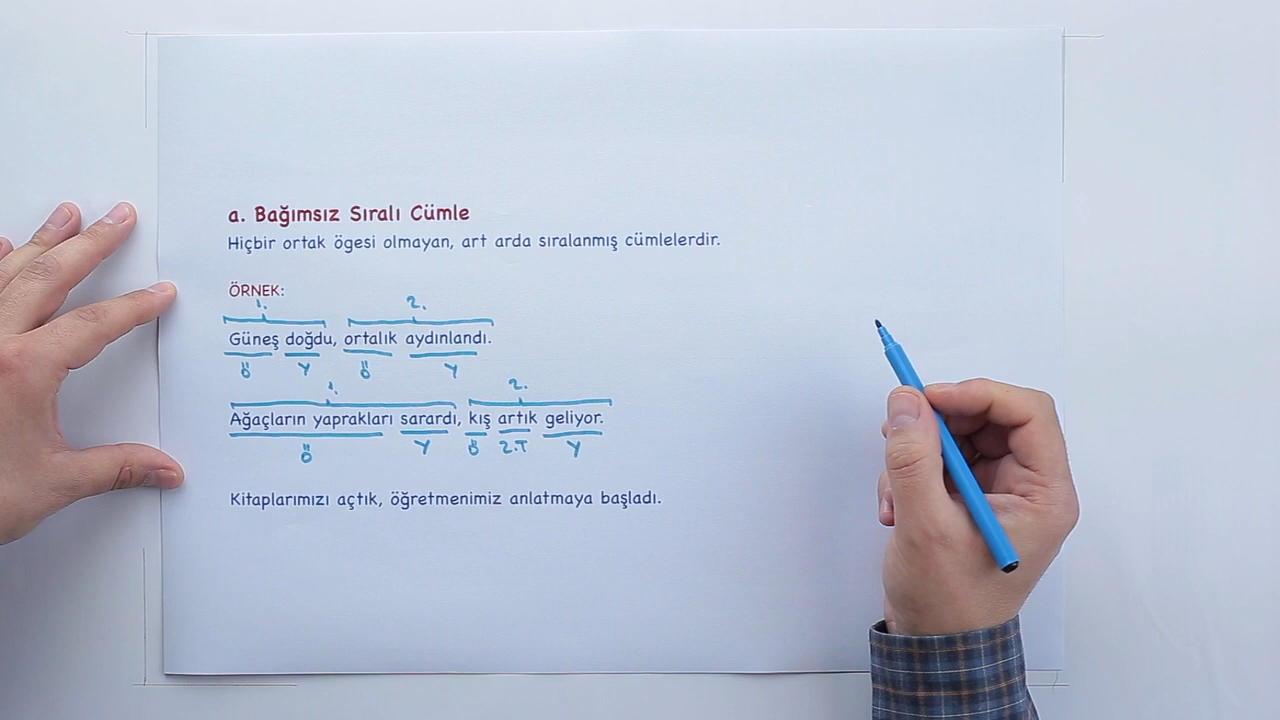 a. Bağımsız Sıralı Cümle
Hiçbir ortak ögesi olmayan, art arda sıralanmış cümlelerdir.
ÖRNEK:
1. 2.
Güneş doğdu, ortalık aydınlandı.
Ö Y Ö Y
1. 2.
Ağaçların yaprakları sarardı, kış artık geliyor.
Ö Y Ö Z.T Y
Kitaplarımızı açtık, öğretmenimiz anlatmaya başladı.